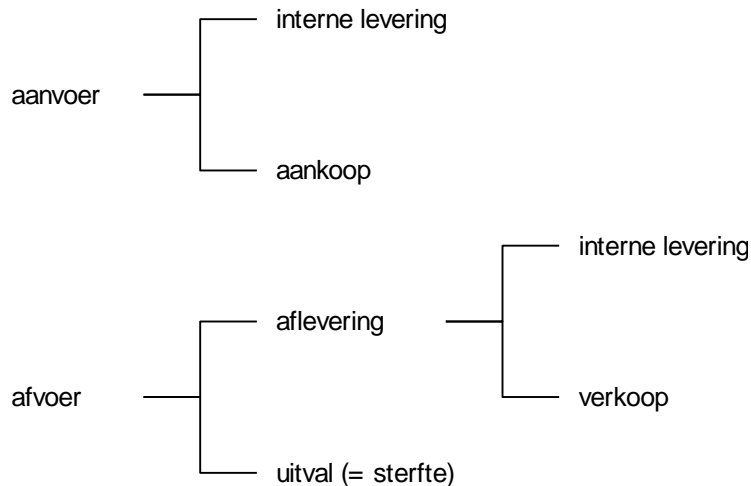 interne levering
aanvoer
aankoop
interne levering
aflevering
afvoer
verkoop
uitval (= sterfte)